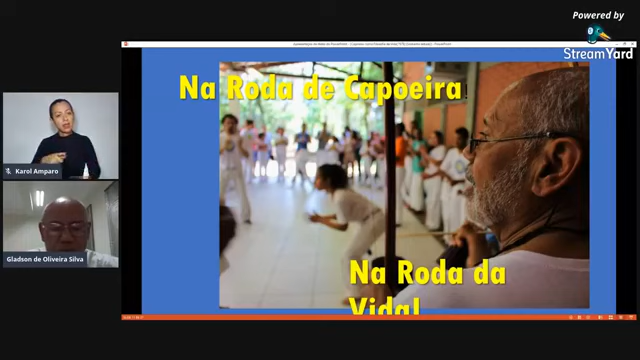 Powered by
StreamYard
Na Roda de Capoeira!
Karol Amparo
Gladson de Oliveira Silva
Na Roda da
Vida!